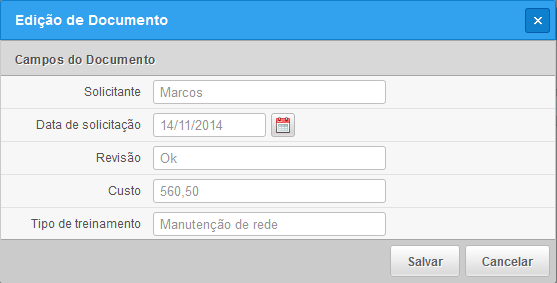 Edição de Documento
Campos do Documento
Solicitante Marcos
Data de solicitação 14/11/2014
Revisão Ok
Custo 560,50
Tipo de treinamento Manutenção de rede
Salvar Cancelar